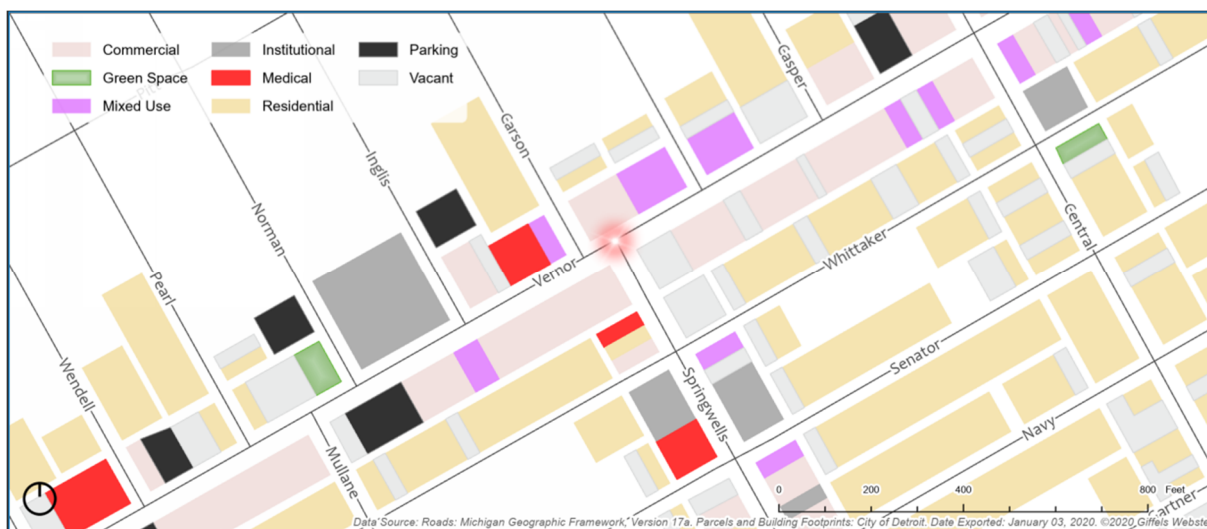 Commercial
Institutional
Parking
Green Space
Medical
Vacant
Mixed Use
Residential
Casper
Carson
Inglis
Norman
Pearl
Wendell
Vernor
Whittaker
Central
Springwells
Senator
Navy
Mullane
0 200 400 800 Feet
Data Source: Roads: Michigan Geographic Framework, Version 17a. Parcels and Building Footprints: City of Detroit. Date Exported: January 03, 2020. ©2020 Giffels Webste